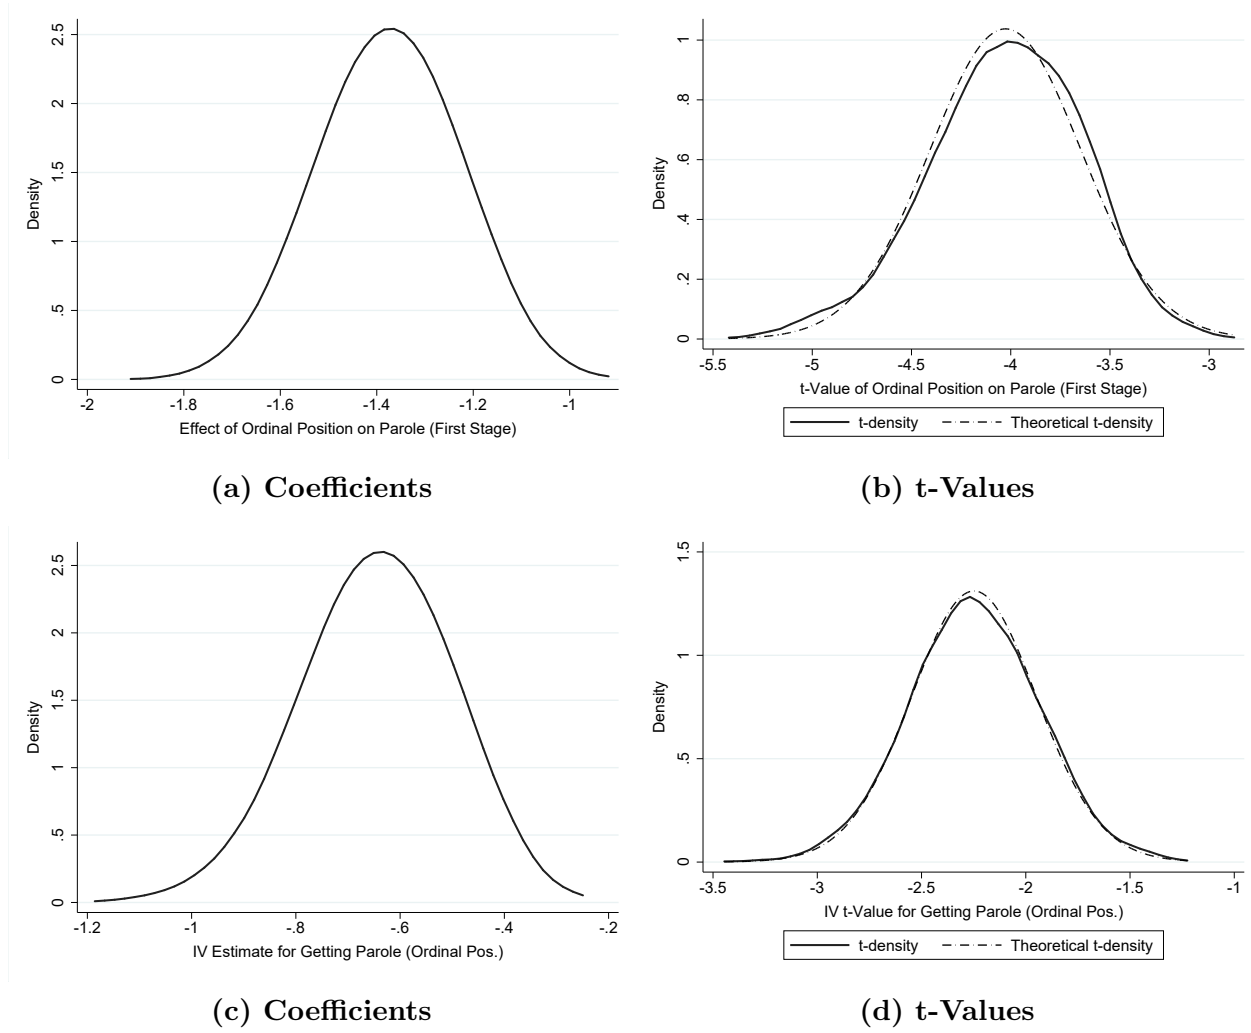 Density
2.5
2
1.5
1
.5
0
-2
-1.8
-1.6
-1.4
-1.2
-1
Effect of Ordinal Position on Parole (First Stage)
(a) Coefficients
Density
1
.8
.6
.4
.2
0
-5.5
-5
-4.5
-4
-3.5
-3
t-Value of Ordinal Position on Parole (First Stage)
t-density
Theoretical t-density
(b) t-Values
Density
2.5
2
1.5
1
.5
0
-1.2
-1
-.8
-.6
-.4
-.2
IV Estimate for Getting Parole (Ordinal Pos.)
(c) Coefficients
Density
1.5
1
.5
0
-3.5
-3
-2.5
-2
-1.5
-1
IV t-Value for Getting Parole (Ordinal Pos.)
t-density
Theoretical t-density
(d) t-Values